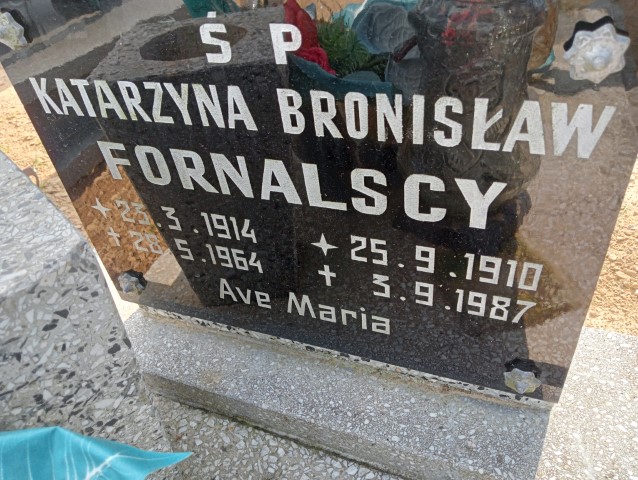 Ś P
KATARZYNA BRONISŁAW
FORNALSCY
23.3.1914 25.9.1910
5.1964 3.9.1987
Ave Maria